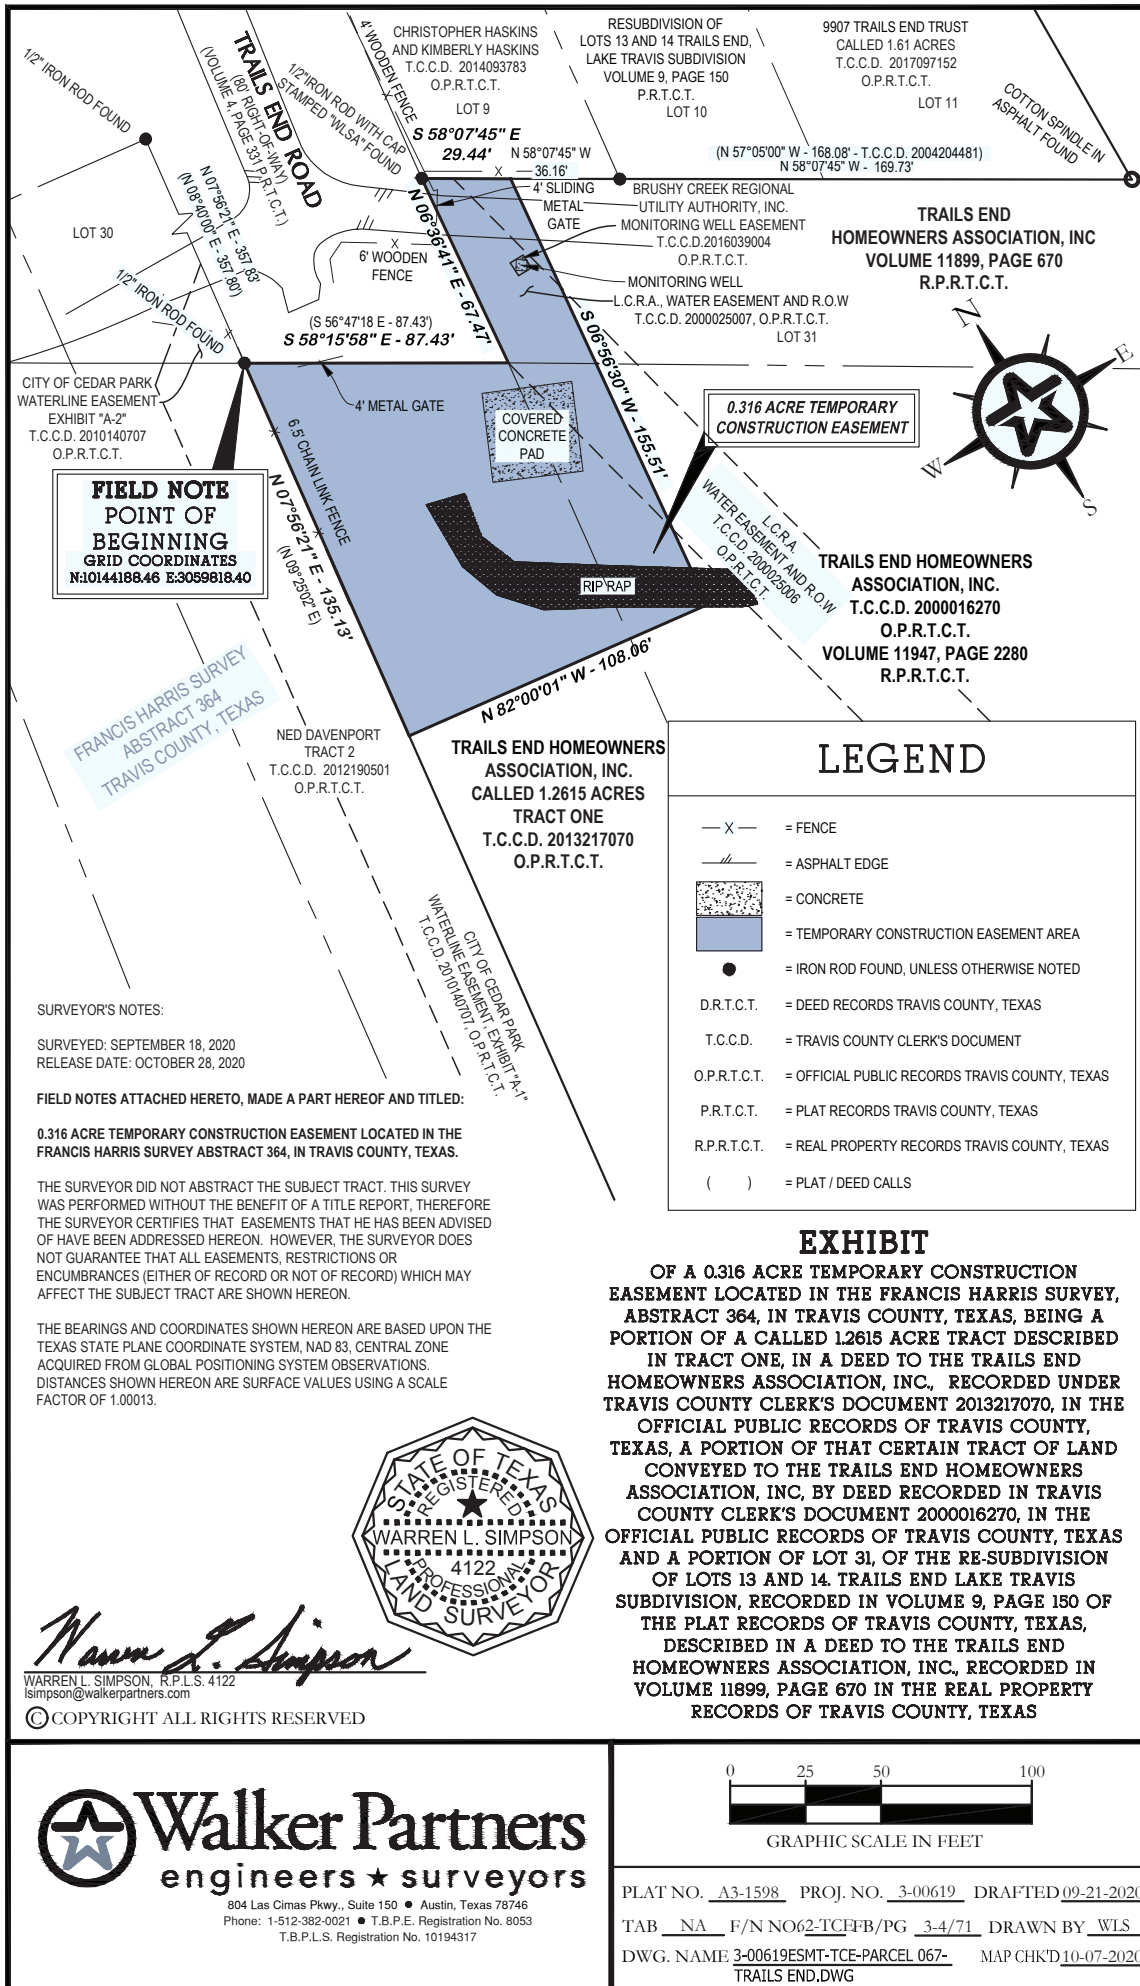 1/2" IRON ROD FOUND
TRAILS END ROAD
(80' RIGHT-OF-WAY)
(VOLUME 4, PAGE 331 P.R.T.C.T.)
1/2" IRON ROD WITH CAP
STAMPED "WLSA" FOUND
4' WOODEN FENCE
CHRISTOPHER HASKINS
AND KIMBERLY HASKINS
T.C.C.D. 2014093783
O.P.R.T.C.T.
LOT 9
RESUBDIVISION OF
LOTS 13 AND 14 TRAILS END,
LAKE TRAVIS SUBDIVISION
VOLUME 9, PAGE 150
P.R.T.C.T.
LOT 10
9907 TRAILS END TRUST
CALLED 1.61 ACRES
T.C.C.D. 2017097152
O.P.R.T.C.T.
LOT 11
COTTON SPINDLE IN
ASPHALT FOUND
S 58°07'45" E
29.44'
N 58°07'45" W
36.16'
(N 57°05'00" W - 168.08' - T.C.C.D. 2004204481)
N 58°07'45" W - 169.73'
N 07°56'21" E - 357.83'
(N 08°40'00" E - 357.80')
LOT 30
1/2" IRON ROD FOUND
6' WOODEN
FENCE
X
(S 56°47'18 E - 87.43')
S 58°15'58" E - 87.43'
N 06°36'41" E - 67.47'
4' SLIDING
METAL
GATE
BRUSHY CREEK REGIONAL
UTILITY AUTHORITY, INC.
MONITORING WELL EASEMENT
T.C.C.D.2016039004
O.P.R.T.C.T.
MONITORING WELL
L.C.R.A., WATER EASEMENT AND R.O.W
T.C.C.D. 2000025007, O.P.R.T.C.T.
LOT 31
TRAILS END
HOMEOWNERS ASSOCIATION, INC
VOLUME 11899, PAGE 670
R.P.R.T.C.T.
N
E
W
S
S 06°56'30" W - 155.51'
CITY OF CEDAR PARK
WATERLINE EASEMENT
EXHIBIT "A-2"
T.C.C.D. 2010140707
O.P.R.T.C.T.
4' METAL GATE
COVERED
CONCRETE
PAD
0.316 ACRE TEMPORARY
CONSTRUCTION EASEMENT
FIELD NOTE
POINT OF
BEGINNING
GRID COORDINATES
N:10144188.46 E:3059818.40
6.5' CHAIN LINK FENCE
N 07°56'21" E - 135.13'
(N 09°25'02" E)
L.C.R.A.
WATER EASEMENT AND R.O.W
T.C.C.D. 2000025006
O.P.R.T.C.T.
RIP RAP
TRAILS END HOMEOWNERS
ASSOCIATION, INC.
T.C.C.D. 2000016270
O.P.R.T.C.T.
VOLUME 11947, PAGE 2280
R.P.R.T.C.T.
N 82°00'01" W - 108.06'
FRANCIS HARRIS SURVEY
ABSTRACT 364
TRAVIS COUNTY, TEXAS
NED DAVENPORT
TRACT 2
T.C.C.D. 2012190501
O.P.R.T.C.T.
TRAILS END HOMEOWNERS
ASSOCIATION, INC.
CALLED 1.2615 ACRES
TRACT ONE
T.C.C.D. 2013217070
O.P.R.T.C.T.
CITY OF CEDAR PARK
WATERLINE EASEMENT, EXHIBIT "A-1"
T.C.C.D. 2010140707, O.P.R.T.C.T.
LEGEND
X = FENCE
= ASPHALT EDGE
= CONCRETE
= TEMPORARY CONSTRUCTION EASEMENT AREA
= IRON ROD FOUND, UNLESS OTHERWISE NOTED
D.R.T.C.T. = DEED RECORDS TRAVIS COUNTY, TEXAS
T.C.C.D. = TRAVIS COUNTY CLERK'S DOCUMENT
O.P.R.T.C.T. = OFFICIAL PUBLIC RECORDS TRAVIS COUNTY, TEXAS
P.R.T.C.T. = PLAT RECORDS TRAVIS COUNTY, TEXAS
R.P.R.T.C.T. = REAL PROPERTY RECORDS TRAVIS COUNTY, TEXAS
( ) = PLAT / DEED CALLS
SURVEYOR'S NOTES:
SURVEYED: SEPTEMBER 18, 2020
RELEASE DATE: OCTOBER 28, 2020
FIELD NOTES ATTACHED HERETO, MADE A PART HEREOF AND TITLED:
0.316 ACRE TEMPORARY CONSTRUCTION EASEMENT LOCATED IN THE
FRANCIS HARRIS SURVEY ABSTRACT 364, IN TRAVIS COUNTY, TEXAS.
THE SURVEYOR DID NOT ABSTRACT THE SUBJECT TRACT. THIS SURVEY
WAS PERFORMED WITHOUT THE BENEFIT OF A TITLE REPORT, THEREFORE
THE SURVEYOR CERTIFIES THAT EASEMENTS THAT HE HAS BEEN ADVISED
OF HAVE BEEN ADDRESSED HEREON. HOWEVER, THE SURVEYOR DOES
NOT GUARANTEE THAT ALL EASEMENTS, RESTRICTIONS OR
ENCUMBRANCES (EITHER OF RECORD OR NOT OF RECORD) WHICH MAY
AFFECT THE SUBJECT TRACT ARE SHOWN HEREON.
THE BEARINGS AND COORDINATES SHOWN HEREON ARE BASED UPON THE
TEXAS STATE PLANE COORDINATE SYSTEM, NAD 83, CENTRAL ZONE
ACQUIRED FROM GLOBAL POSITIONING SYSTEM OBSERVATIONS.
DISTANCES SHOWN HEREON ARE SURFACE VALUES USING A SCALE
FACTOR OF 1.00013.
EXHIBIT
OF A 0.316 ACRE TEMPORARY CONSTRUCTION
EASEMENT LOCATED IN THE FRANCIS HARRIS SURVEY,
ABSTRACT 364, IN TRAVIS COUNTY, TEXAS, BEING A
PORTION OF A CALLED 1.2615 ACRE TRACT DESCRIBED
IN TRACT ONE, IN A DEED TO THE TRAILS END
HOMEOWNERS ASSOCIATION, INC., RECORDED UNDER
TRAVIS COUNTY CLERK'S DOCUMENT 2013217070, IN THE
OFFICIAL PUBLIC RECORDS OF TRAVIS COUNTY,
TEXAS, A PORTION OF THAT CERTAIN TRACT OF LAND
CONVEYED TO THE TRAILS END HOMEOWNERS
ASSOCIATION, INC, BY DEED RECORDED IN TRAVIS
COUNTY CLERK'S DOCUMENT 2000016270, IN THE
OFFICIAL PUBLIC RECORDS OF TRAVIS COUNTY, TEXAS
AND A PORTION OF LOT 31, OF THE RE-SUBDIVISION
OF LOTS 13 AND 14, TRAILS END LAKE TRAVIS
SUBDIVISION, RECORDED IN VOLUME 9, PAGE 150 OF
THE PLAT RECORDS OF TRAVIS COUNTY, TEXAS,
DESCRIBED IN A DEED TO THE TRAILS END
HOMEOWNERS ASSOCIATION, INC., RECORDED IN
VOLUME 11899, PAGE 670 IN THE REAL PROPERTY
RECORDS OF TRAVIS COUNTY, TEXAS
STATE OF TEXAS
REGISTERED
WARREN L. SIMPSON
4122
PROFESSIONAL
LAND SURVEYOR
Warren L. Simpson
WARREN L. SIMPSON, R.P.L.S. 4122
lsimpson@walkerpartners.com
© COPYRIGHT ALL RIGHTS RESERVED
Walker Partners
engineers ★ surveyors
804 Las Cimas Pkwy., Suite 150 ● Austin, Texas 78746
Phone: 1-512-382-0021 ● T.B.P.E. Registration No. 8053
T.B.P.L.S. Registration No. 10194317
0 25 50 100
GRAPHIC SCALE IN FEET
PLAT NO. A3-1598 PROJ. NO. 3-00619 DRAFTED 09-21-2020
TAB NA F/N NO62-TCEFB/PG 3-4/71 DRAWN BY WLS
DWG. NAME 3-00619ESMT-TCE-PARCEL 067- MAP CHK'D 10-07-2020
TRAILS END.DWG